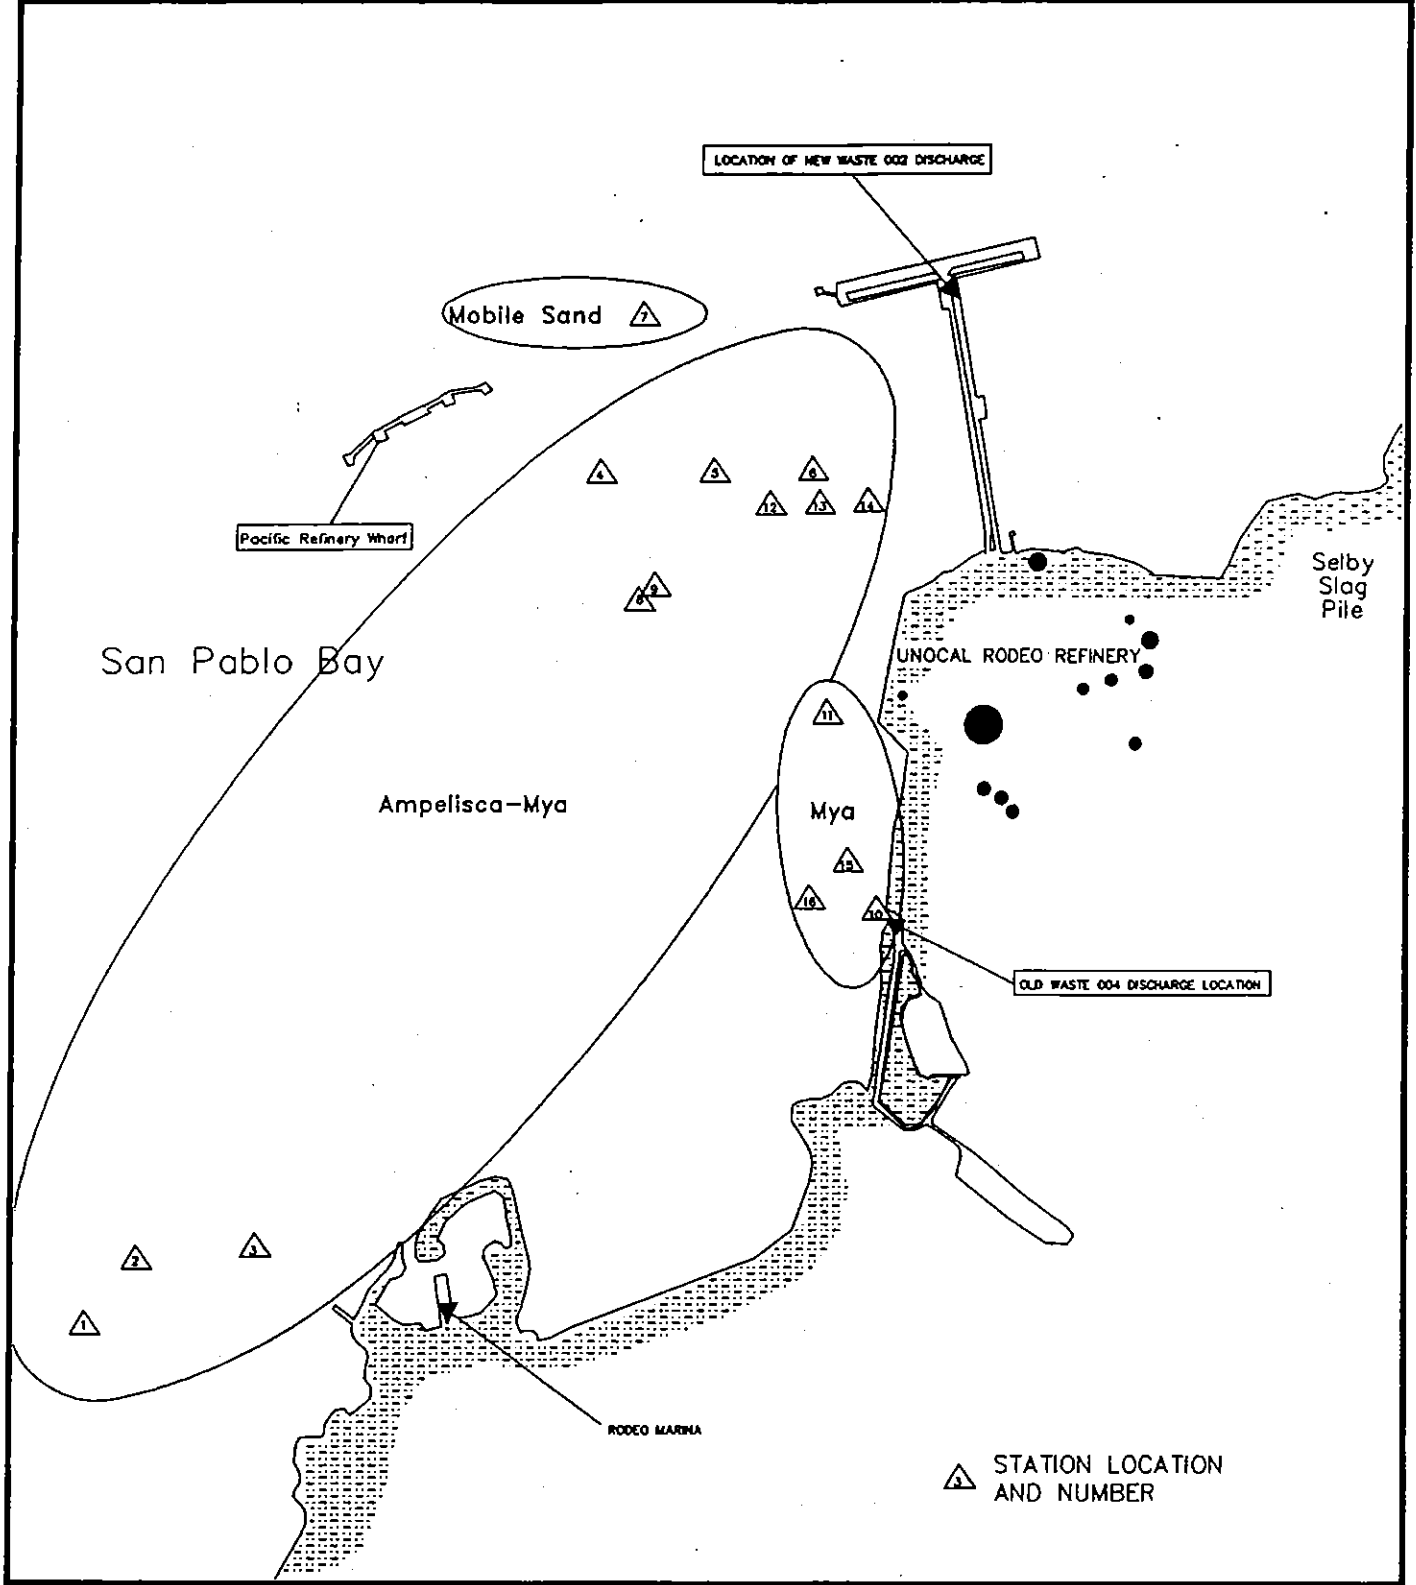 LOCATION OF NEW WASTE 002 DISCHARGE
Mobile Sand
7
4
5
6
12
13
14
Pacific Refinery Wharf
9
8
Selby
Slag
Pile
San Pablo Bay
UNOCAL RODEO REFINERY
11
Ampelisca-Mya
Mya
15
16
10
OLD WASTE 004 DISCHARGE LOCATION
2
3
1
RODEO MARINA
3
STATION LOCATION
AND NUMBER